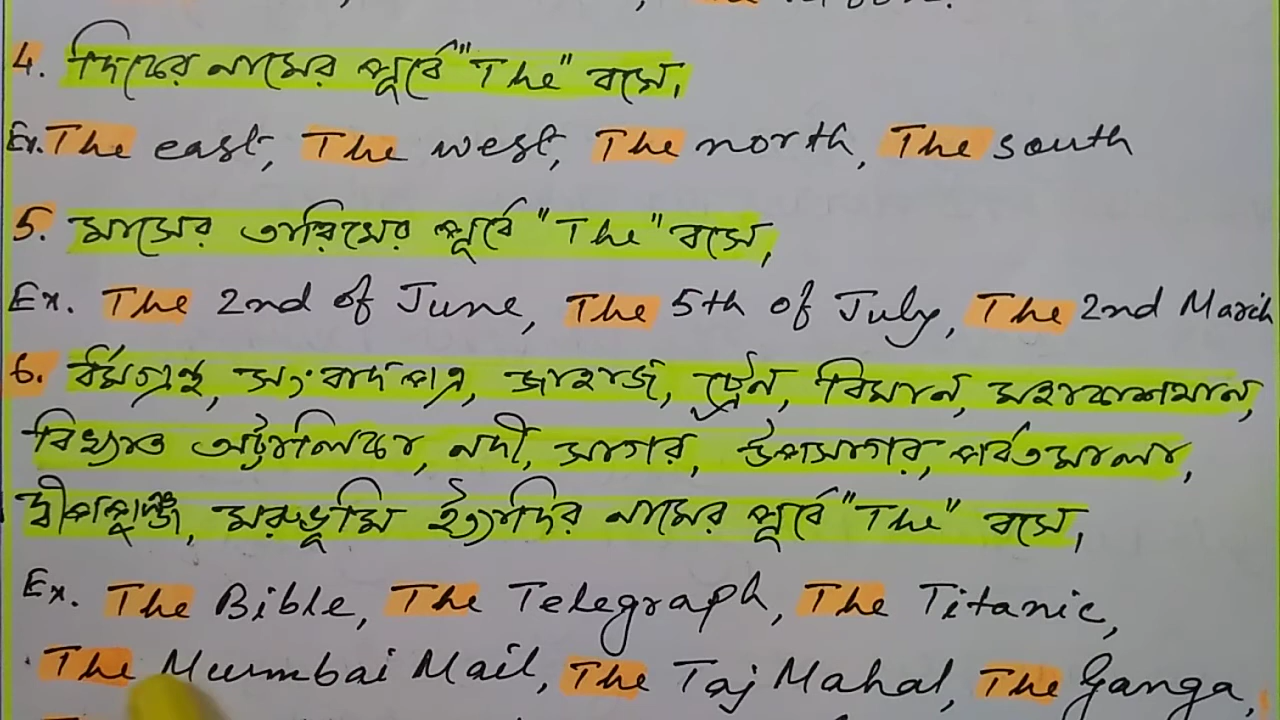 4. দিকের নামের পূর্বে "The" বসে,
Ex. The east, The west, The north, The south
5. মাসের তারিখের পূর্বে "The" বসে,
Ex. The 2nd of June, The 5th of July, The 2nd March
6. ধর্মগ্রন্থ, সংবাদপত্র, জাহাজ, ট্রেন, বিমান, মহাকাশযান,
বিখ্যাত অট্টালিকা, নদী, সাগর, উপসাগর, পর্বতমালা,
দ্বীপপুঞ্জ, মরুভূমি ইত্যাদির নামের পূর্বে "The" বসে,
Ex. The Bible, The Telegraph, The Titanic,
The Mumbai Mail, The Taj Mahal, The Ganga,